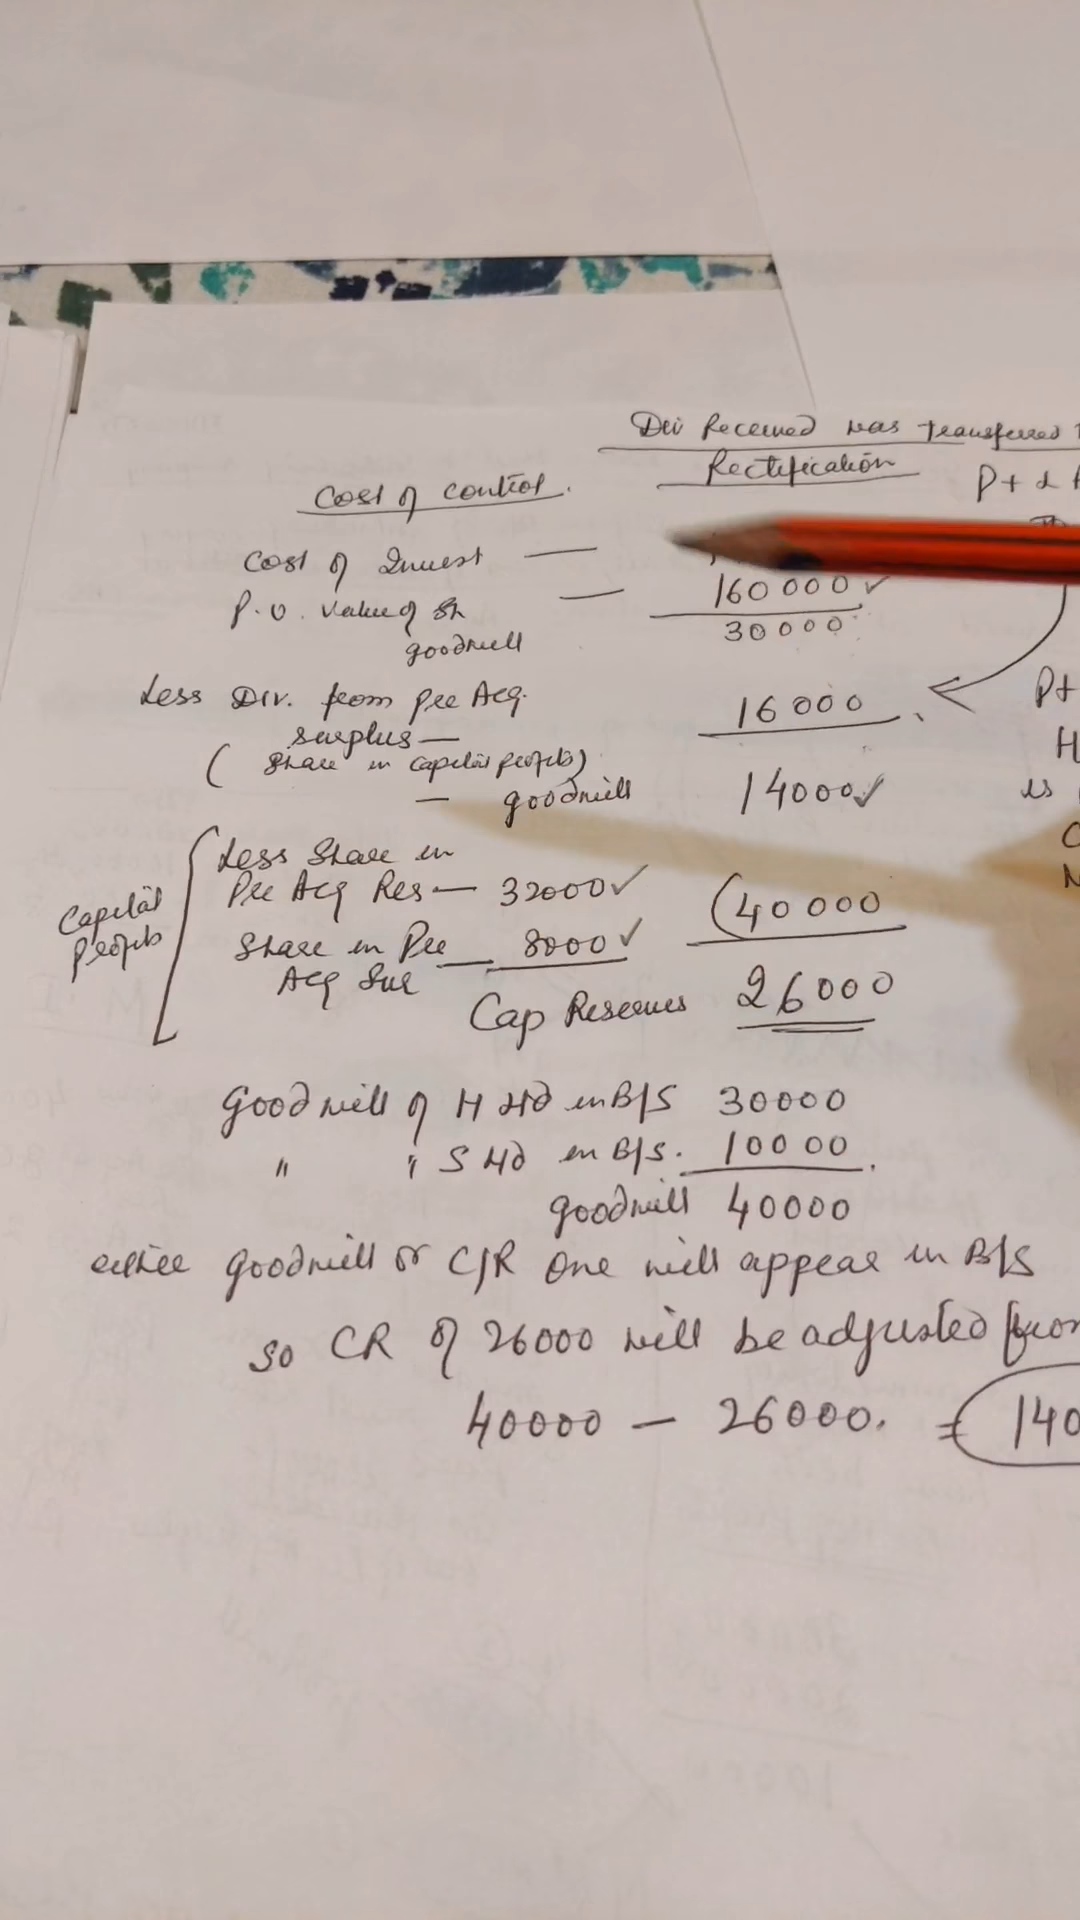 Div Received was transferred
Rectification
P+ L
Cost of control.
Cost of Invest —
P.U. value of Sh — 160000 ✓
goodwill 30000
Less Div. from Pre Acq. 16000
surplus —
( Share in capital profits)
— goodwill 14000 ✓
P+
H
is
Capital Profits
Less Share in
Pre Acq Res — 32000 ✓ (40000
Share in Pre — 8000 ✓
Acq Sur
Cap Reserves 26000
Goodwill of H Ltd in B/S 30000
" " S Ltd in B/S. 10000
goodwill 40000
either goodwill or C/R One will appear in B/S
so CR of 26000 will be adjusted from
40000 — 26000. = 140